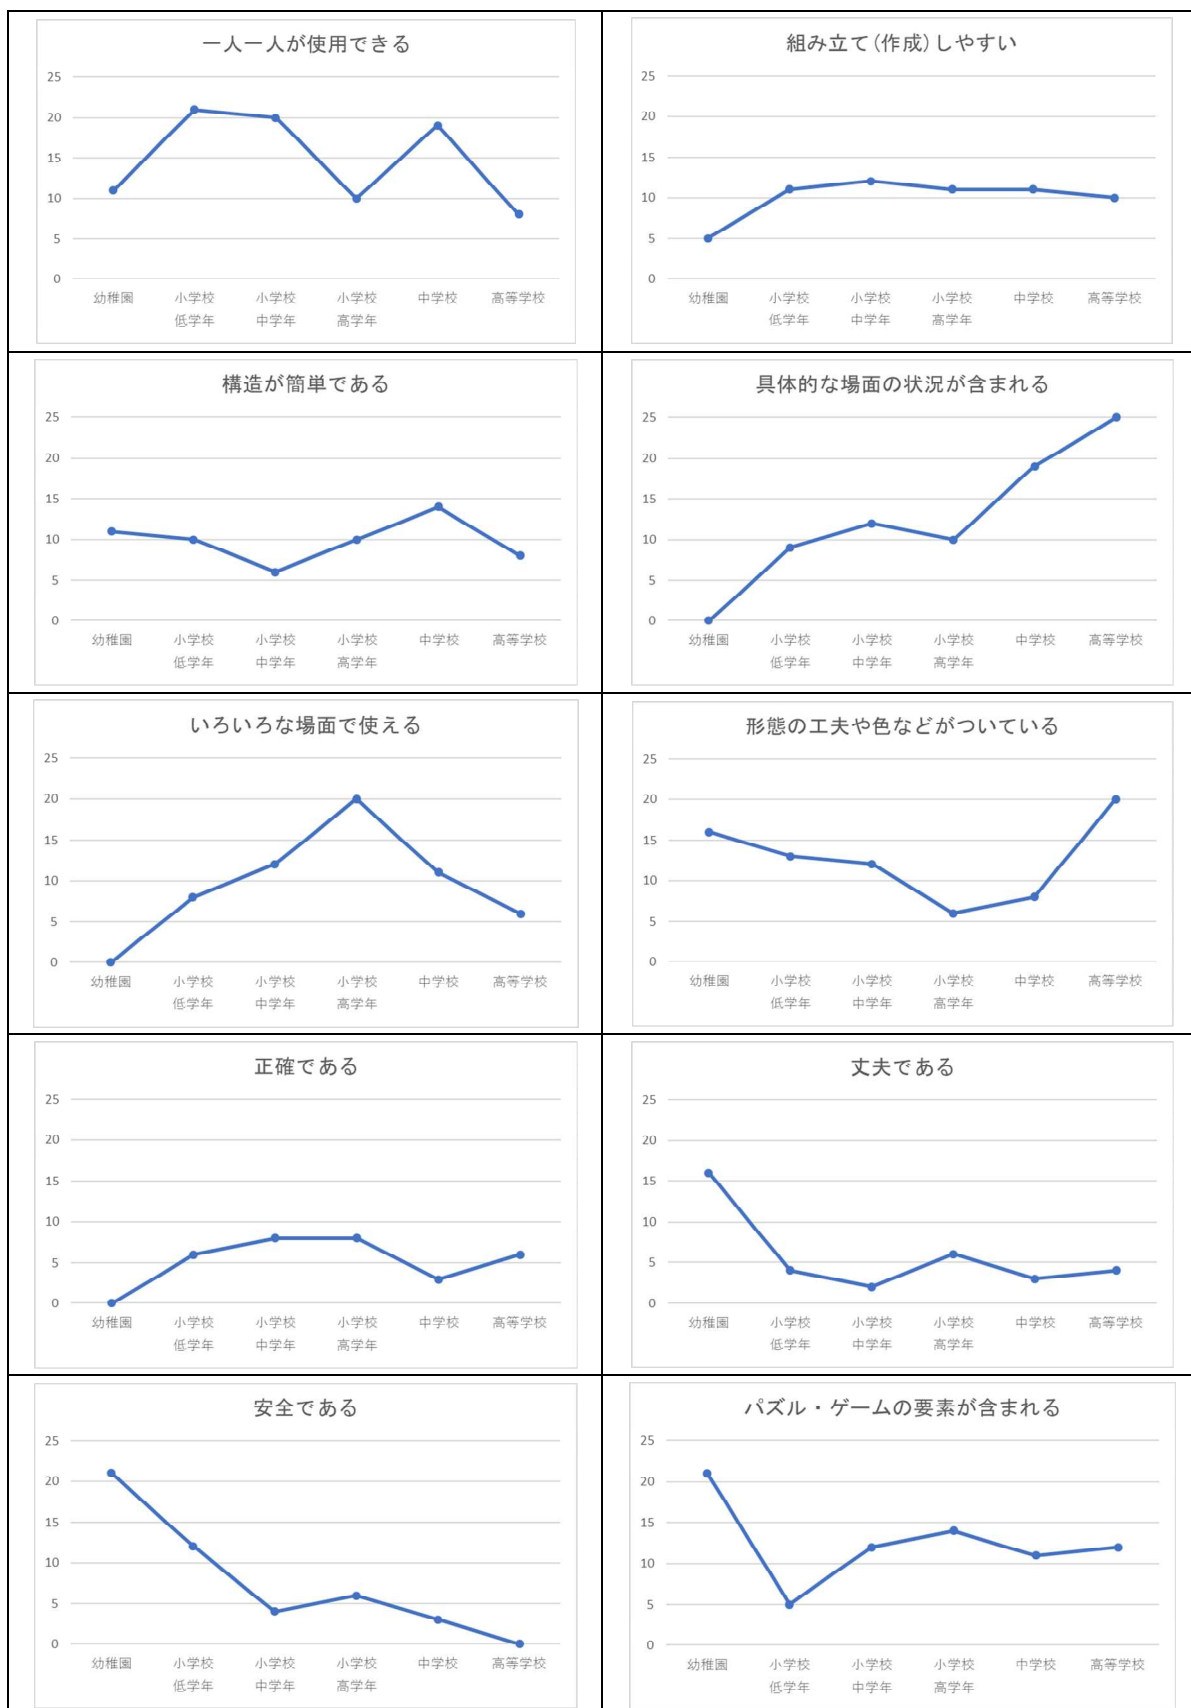 一人一人が使用できる
25
20
15
10
5
0
幼稚園 小学校 小学校 小学校 中学校 高等学校
低学年 中学年 高学年
組み立て(作成)しやすい
25
20
15
10
5
0
幼稚園 小学校 小学校 小学校 中学校 高等学校
低学年 中学年 高学年
構造が簡単である
25
20
15
10
5
0
幼稚園 小学校 小学校 小学校 中学校 高等学校
低学年 中学年 高学年
具体的な場面の状況が含まれる
25
20
15
10
5
0
幼稚園 小学校 小学校 小学校 中学校 高等学校
低学年 中学年 高学年
いろいろな場面で使える
25
20
15
10
5
0
幼稚園 小学校 小学校 小学校 中学校 高等学校
低学年 中学年 高学年
形態の工夫や色などがついている
25
20
15
10
5
0
幼稚園 小学校 小学校 小学校 中学校 高等学校
低学年 中学年 高学年
正確である
25
20
15
10
5
0
幼稚園 小学校 小学校 小学校 中学校 高等学校
低学年 中学年 高学年
丈夫である
25
20
15
10
5
0
幼稚園 小学校 小学校 小学校 中学校 高等学校
低学年 中学年 高学年
安全である
25
20
15
10
5
0
幼稚園 小学校 小学校 小学校 中学校 高等学校
低学年 中学年 高学年
パズル・ゲームの要素が含まれる
25
20
15
10
5
0
幼稚園 小学校 小学校 小学校 中学校 高等学校
低学年 中学年 高学年